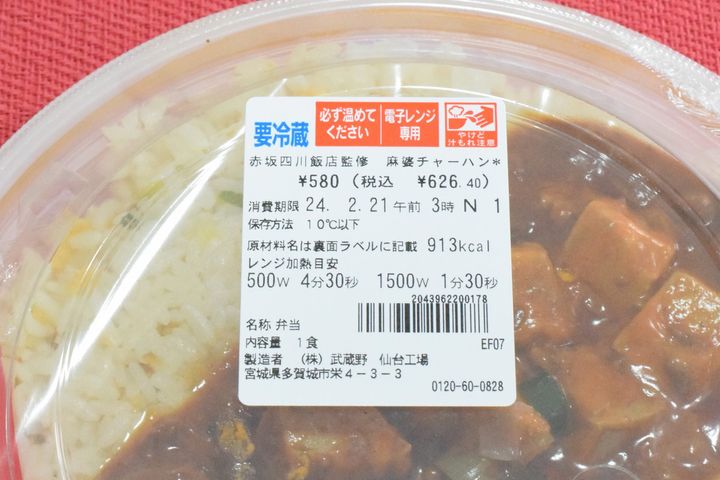 要冷蔵
必ず温めて
ください
電子レンジ
専用
やけど
汁もれ注意
赤坂四川飯店監修 麻婆チャーハン*
¥580 (税込 ¥626.40)
消費期限 24. 2.21午前 3時 N 1
保存方法 10℃以下
原材料名は裏面ラベルに記載 913kcal
レンジ加熱目安
500W 4分30秒 1500W 1分30秒
2043962200178
名称 弁当
内容量 1食 EF07
製造者 (株) 武蔵野 仙台工場
宮城県多賀城市栄4-3-3
0120-60-0828